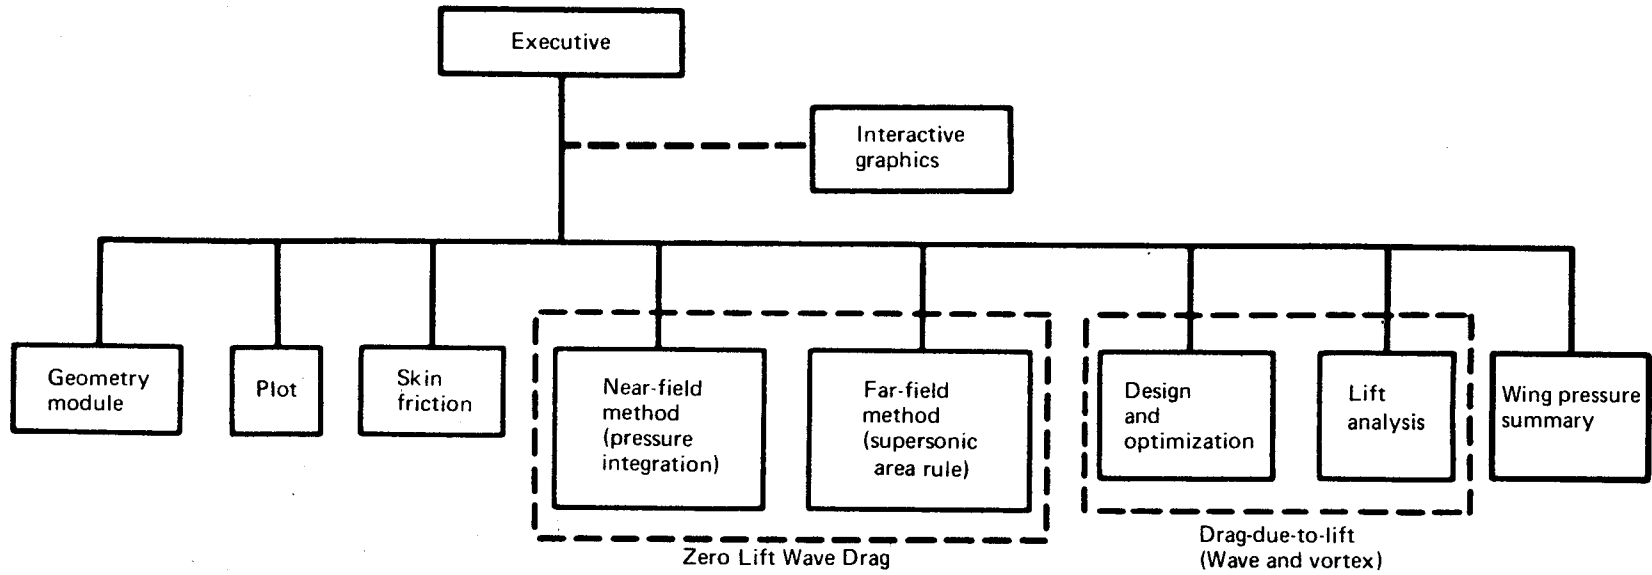 Executive
Interactive
graphics
Geometry
module
Plot
Skin
friction
Near-field
method
(pressure
integration)
Far-field
method
(supersonic
area rule)
Design
and
optimization
Lift
analysis
Wing pressure
summary
Zero Lift Wave Drag
Drag-due-to-lift
(Wave and vortex)